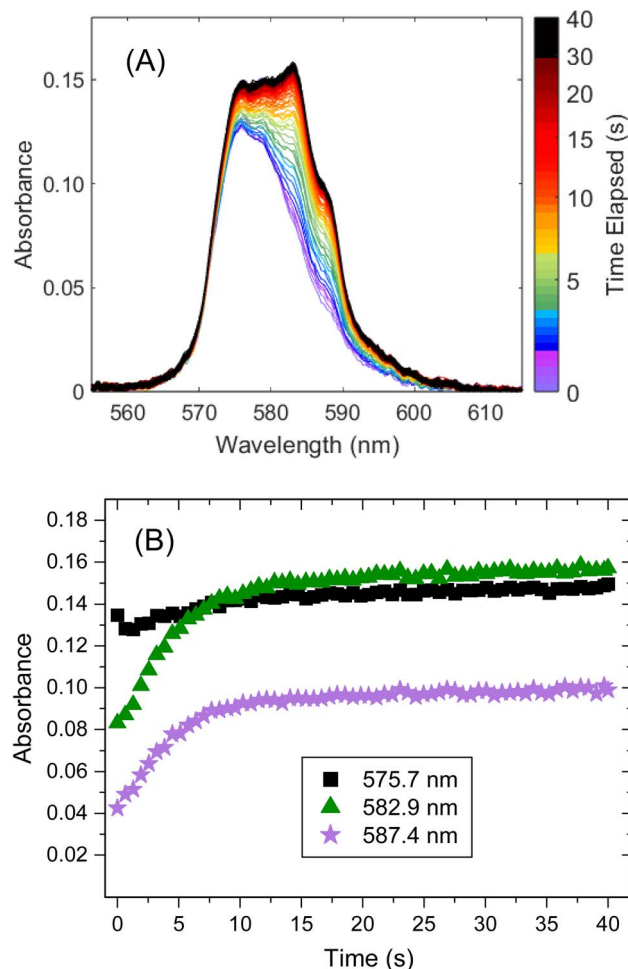 (A)
0.15
0.10
0.05
0
Absorbance
560 570 580 590 600 610
Wavelength (nm)
40
30
20
10
5
0
Time Elapsed (s)
(B)
0.18
0.16
0.14
0.12
0.10
0.08
0.06
0.04
0.02
Absorbance
575.7 nm
582.9 nm
587.4 nm
0 5 10 15 20 25 30 35 40
Time (s)